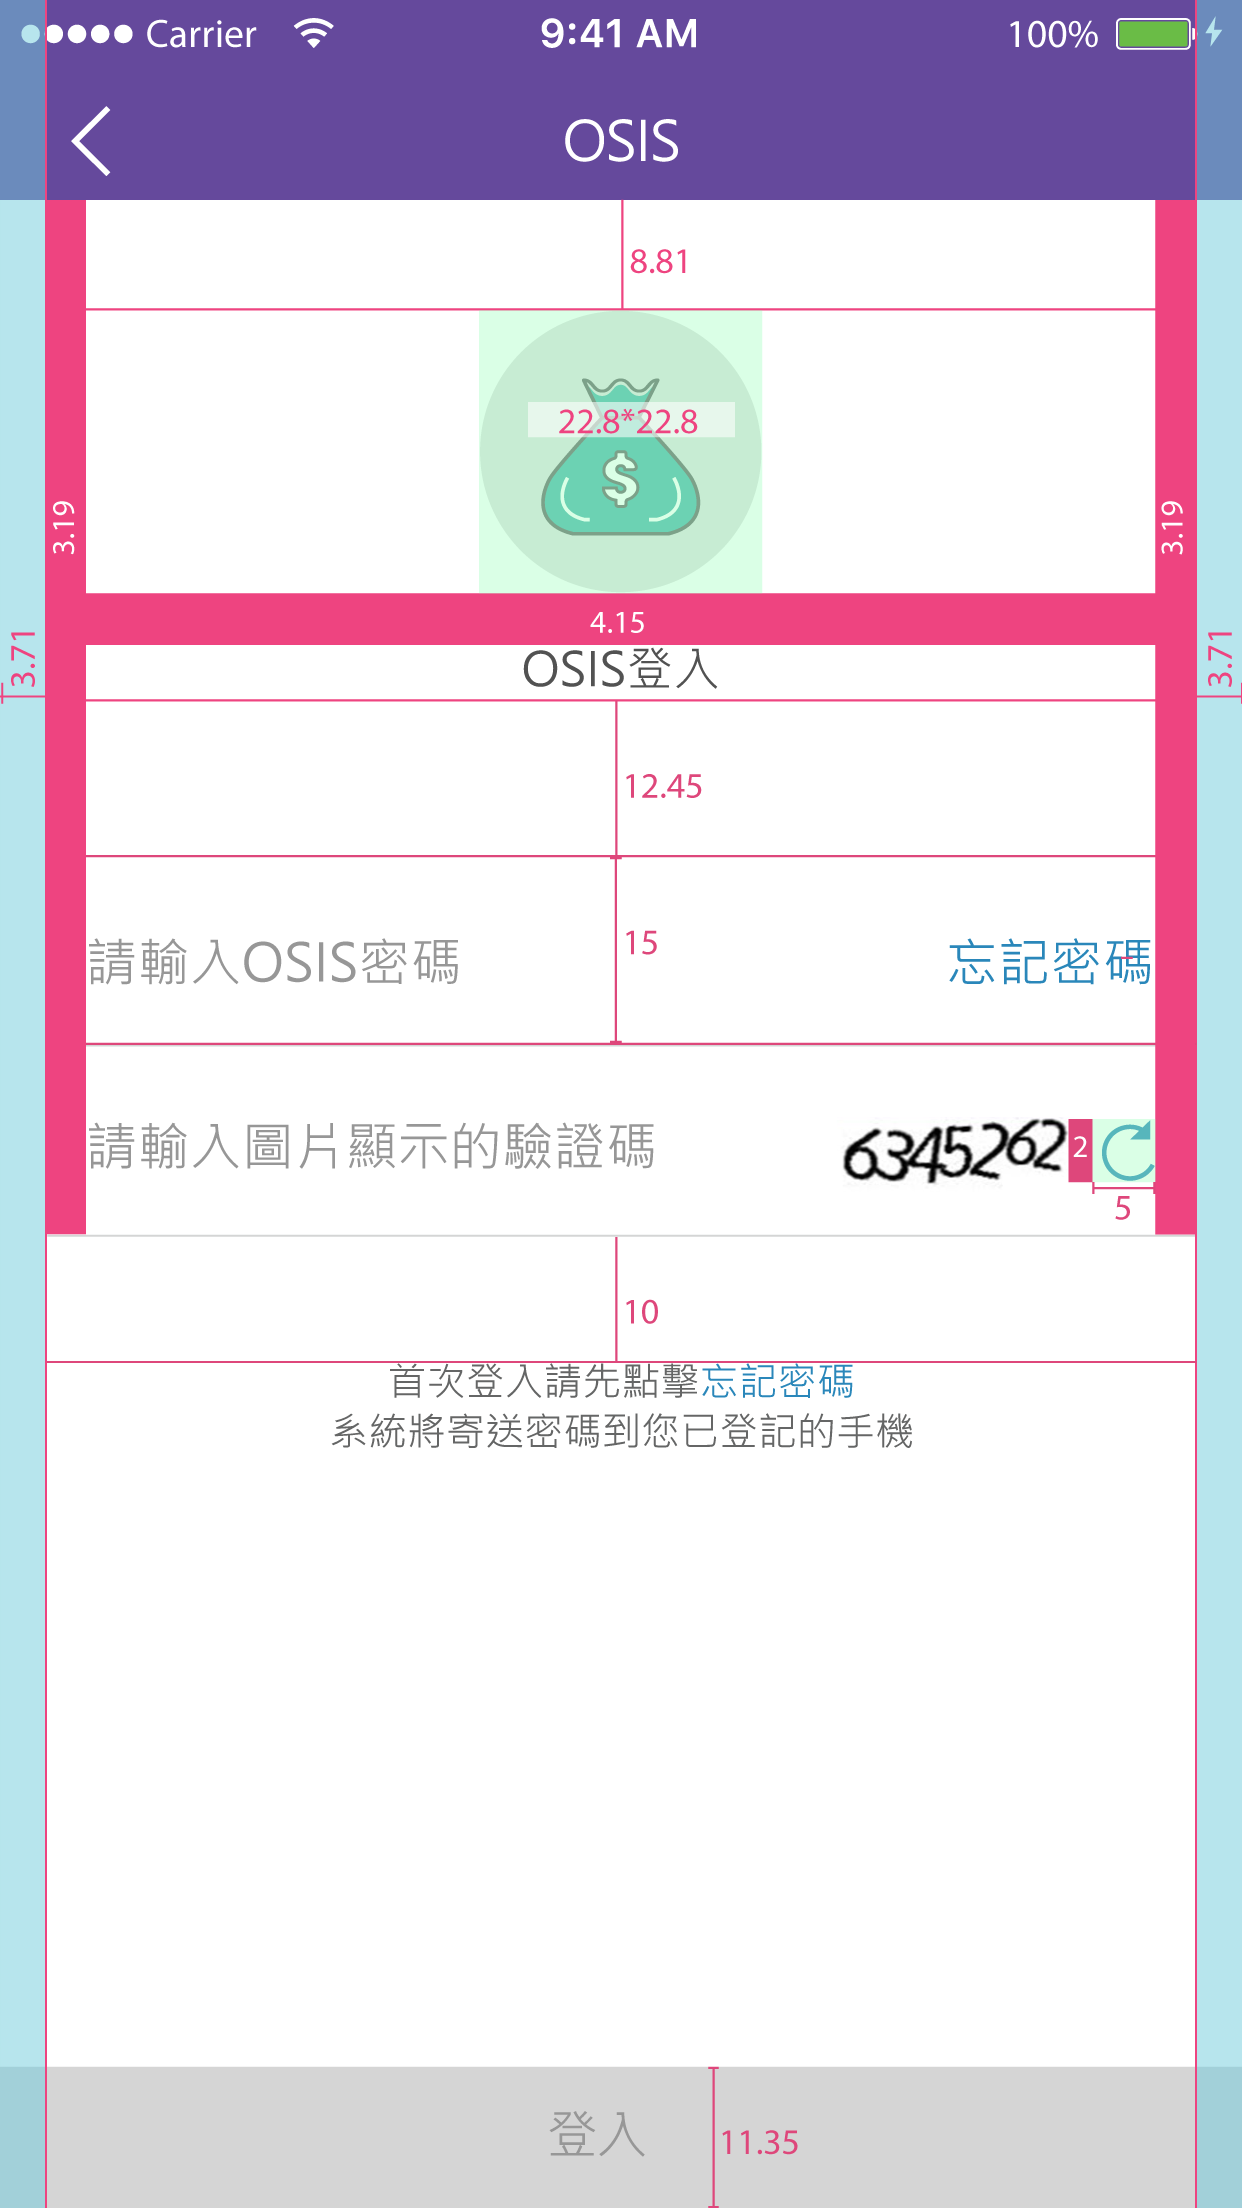 Carrier 9:41 AM 100%
OSIS
8.81
22.8*22.8
$
3.19 3.19
4.15
3.71 3.71
OSIS登入
12.45
15
請輸入OSIS密碼 忘記密碼
請輸入圖片顯示的驗證碼 6345262 2
5
10
首次登入請先點擊忘記密碼
系統將寄送密碼到您已登記的手機
登入 11.35